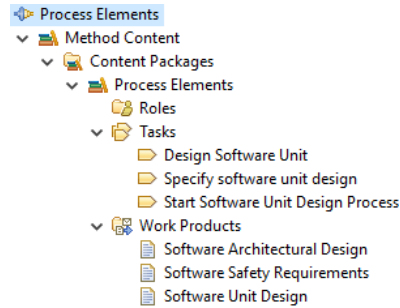 Process Elements
Method Content
Content Packages
Process Elements
Roles
Tasks
Design Software Unit
Specify software unit design
Start Software Unit Design Process
Work Products
Software Architectural Design
Software Safety Requirements
Software Unit Design